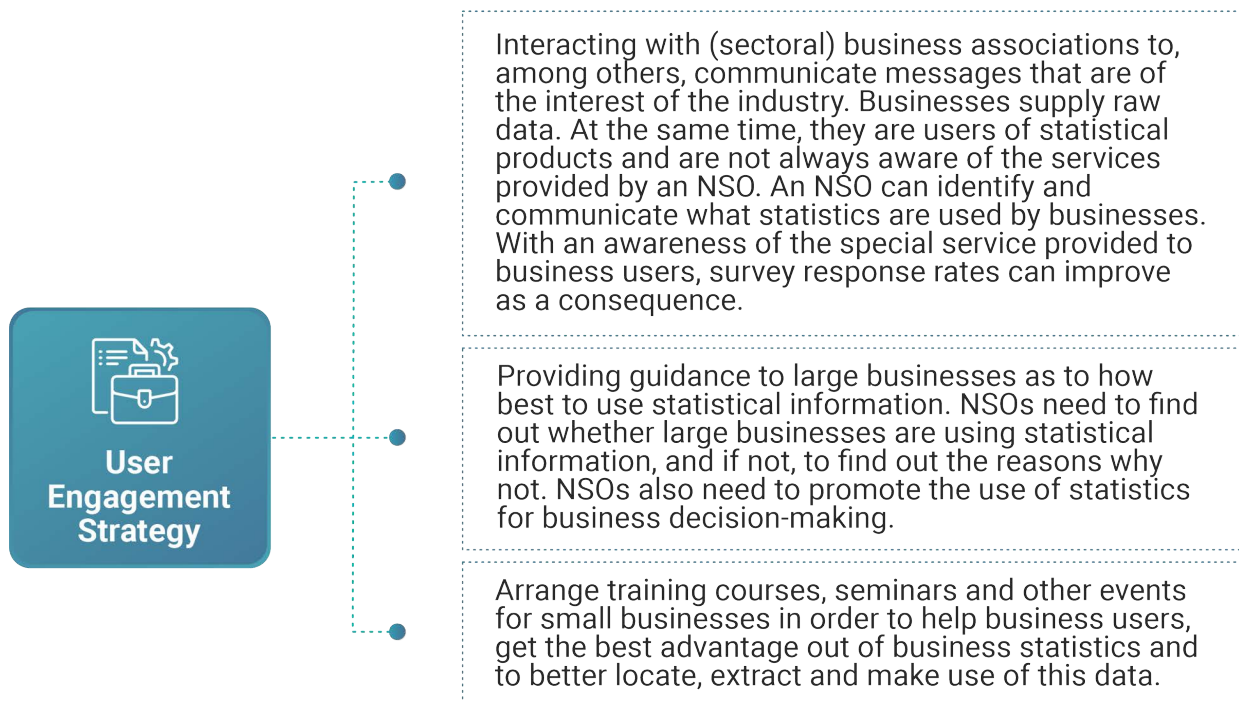 Interacting with (sectoral) business associations to,
among others, communicate messages that are of
the interest of the industry. Businesses supply raw
data. At the same time, they are users of statistical
products and are not always aware of the services
provided by an NSO. An NSO can identify and
communicate what statistics are used by businesses.
With an awareness of the special service provided to
business users, survey response rates can improve
as a consequence.
User
Engagement
Strategy
Providing guidance to large businesses as to how
best to use statistical information. NSOs need to find
out whether large businesses are using statistical
information, and if not, to find out the reasons why
not. NSOs also need to promote the use of statistics
for business decision-making.
Arrange training courses, seminars and other events
for small businesses in order to help business users,
get the best advantage out of business statistics and
to better locate, extract and make use of this data.